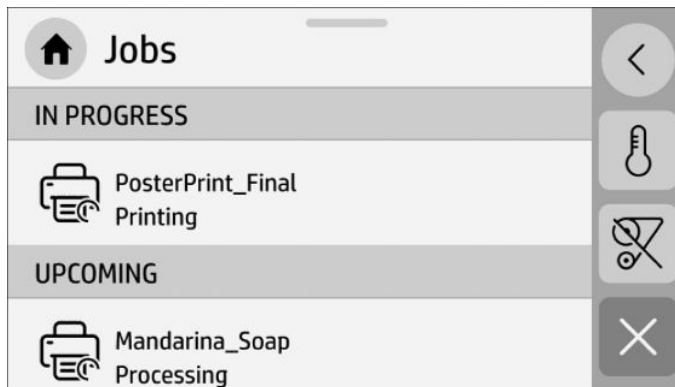 Jobs
IN PROGRESS
PosterPrint_Final
Printing
UPCOMING
Mandarina_Soap
Processing